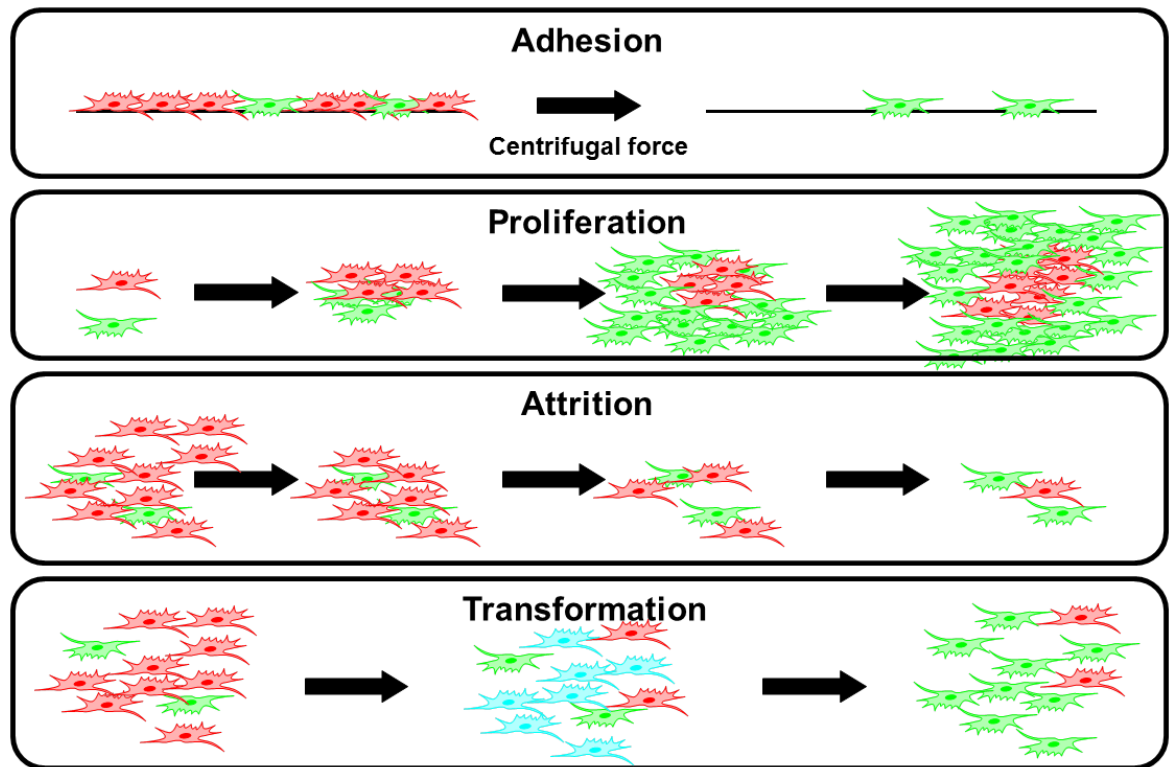 Adhesion
Centrifugal force
Proliferation
Attrition
Transformation